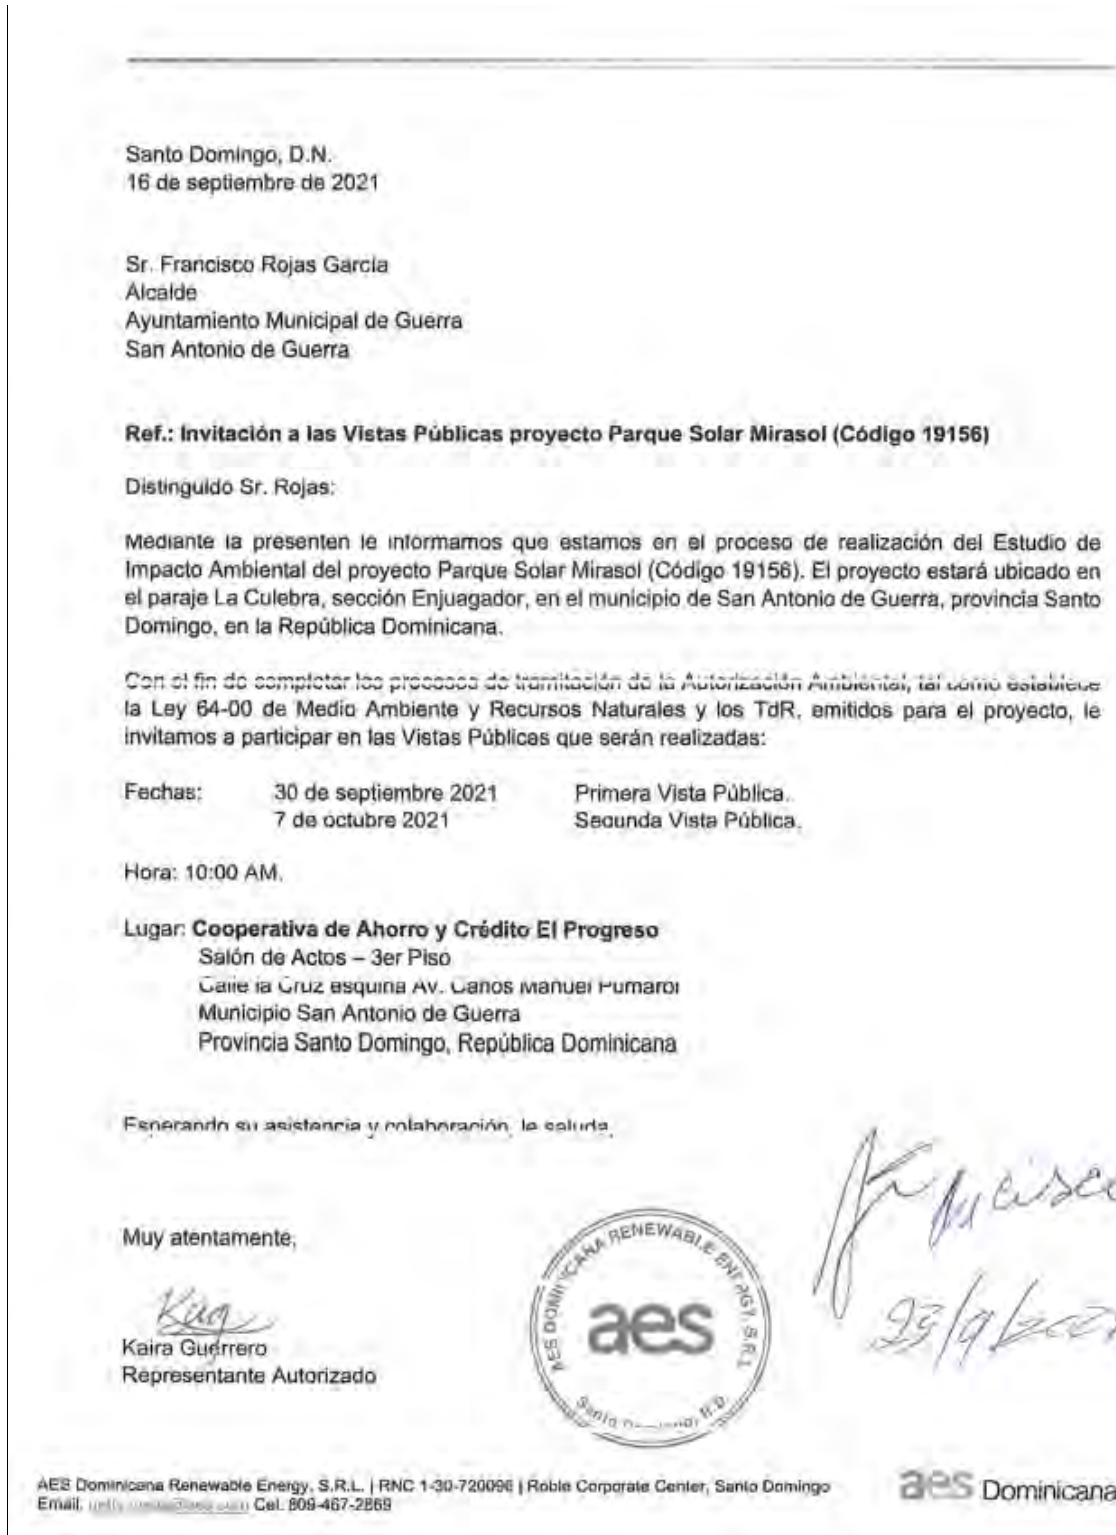 Santo Domingo, D.N.
16 de septiembre de 2021
Sr. Francisco Rojas García
Alcalde
Ayuntamiento Municipal de Guerra
San Antonio de Guerra
Ref.: Invitación a las Vistas Públicas proyecto Parque Solar Mirasol (Código 19156)
Distinguido Sr. Rojas:
Mediante la presenten le informamos que estamos en el proceso de realización del Estudio de
Impacto Ambiental del proyecto Parque Solar Mirasol (Código 19156). El proyecto estará ubicado en
el paraje La Culebra, sección Enjuagador, en el municipio de San Antonio de Guerra, provincia Santo
Domingo, en la República Dominicana.
Con el fin de completar los procesos de tramitación de la Autorización Ambiental, tal como establece
la Ley 64-00 de Medio Ambiente y Recursos Naturales y los TdR, emitidos para el proyecto, le
invitamos a participar en las Vistas Públicas que serán realizadas:
Fechas: 30 de septiembre 2021 Primera Vista Pública.
7 de octubre 2021 Segunda Vista Pública.
Hora: 10:00 AM.
Lugar: Cooperativa de Ahorro y Crédito El Progreso
Salón de Actos – 3er Piso
Calle la Cruz esquina Av. Carlos Manuel Pumarol
Municipio San Antonio de Guerra
Provincia Santo Domingo, República Dominicana
Esperando su asistencia y colaboración, le saluda,
Muy atentamente,
Kaira Guerrero
Representante Autorizado
AES DOMINICANA RENEWABLE ENERGY, S.R.L.
aes
Santo Domingo, R.D.
Francisco
23/9/202
AES Dominicana Renewable Energy, S.R.L. | RNC 1-30-720096 | Roble Corporate Center, Santo Domingo
Email. Cel. 809-467-2869
aes Dominicana